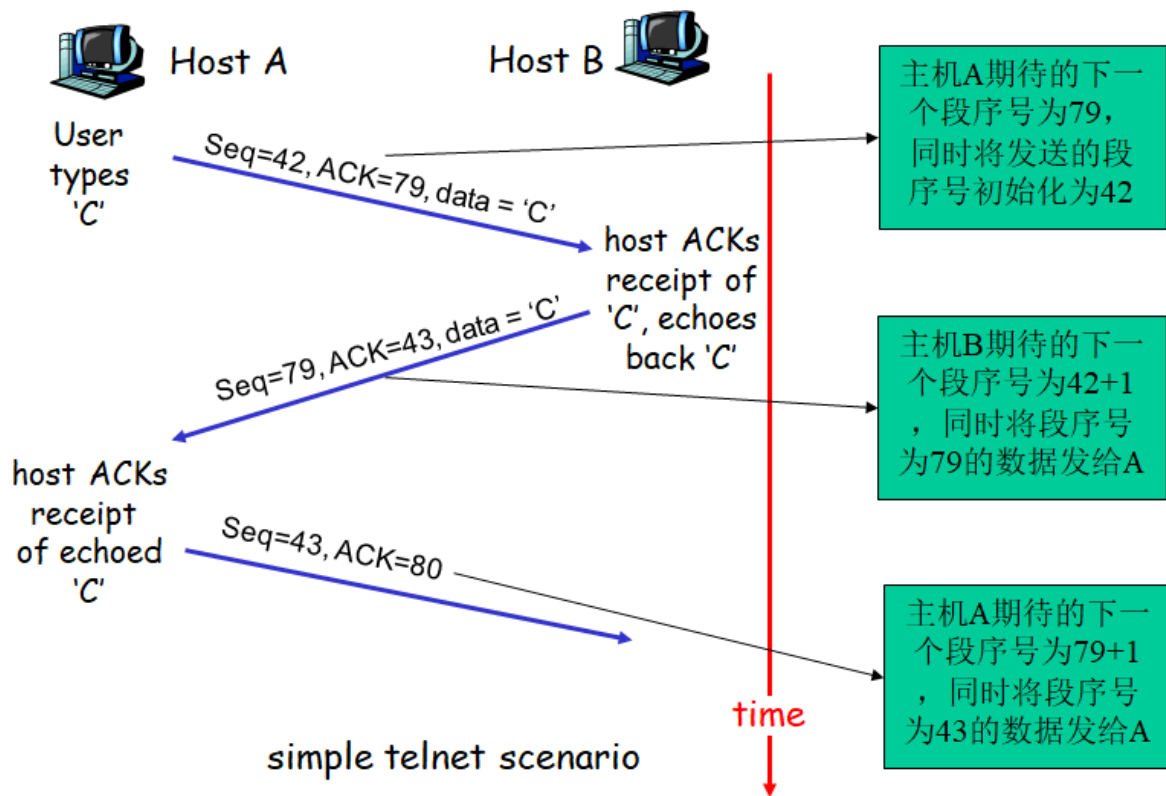 Host A
Host B
User
types
‘C’
Seq=42, ACK=79, data = ‘C’
主机A期待的下一
个段序号为79，
同时将发送的段
序号初始化为42
host ACKs
receipt of
‘C’, echoes
back ‘C’
Seq=79, ACK=43, data = ‘C’
主机B期待的下一
个段序号为42+1
，同时将段序号
为79的数据发给A
host ACKs
receipt
of echoed
‘C’
Seq=43, ACK=80
主机A期待的下一
个段序号为79+1
，同时将段序号
为43的数据发给A
time
simple telnet scenario